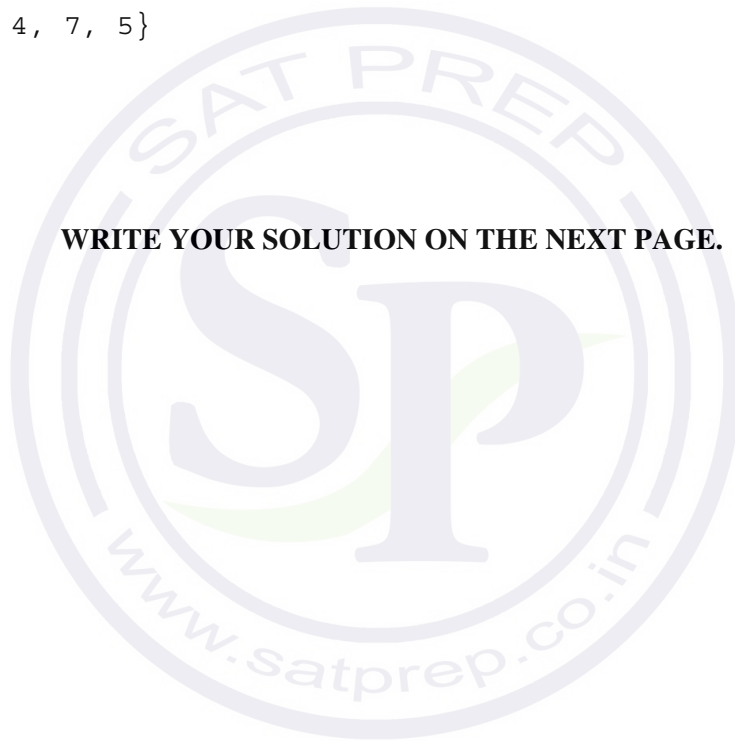 4, 7, 5}
SAT PREP
WRITE YOUR SOLUTION ON THE NEXT PAGE.
SP
www.satprep.co.in